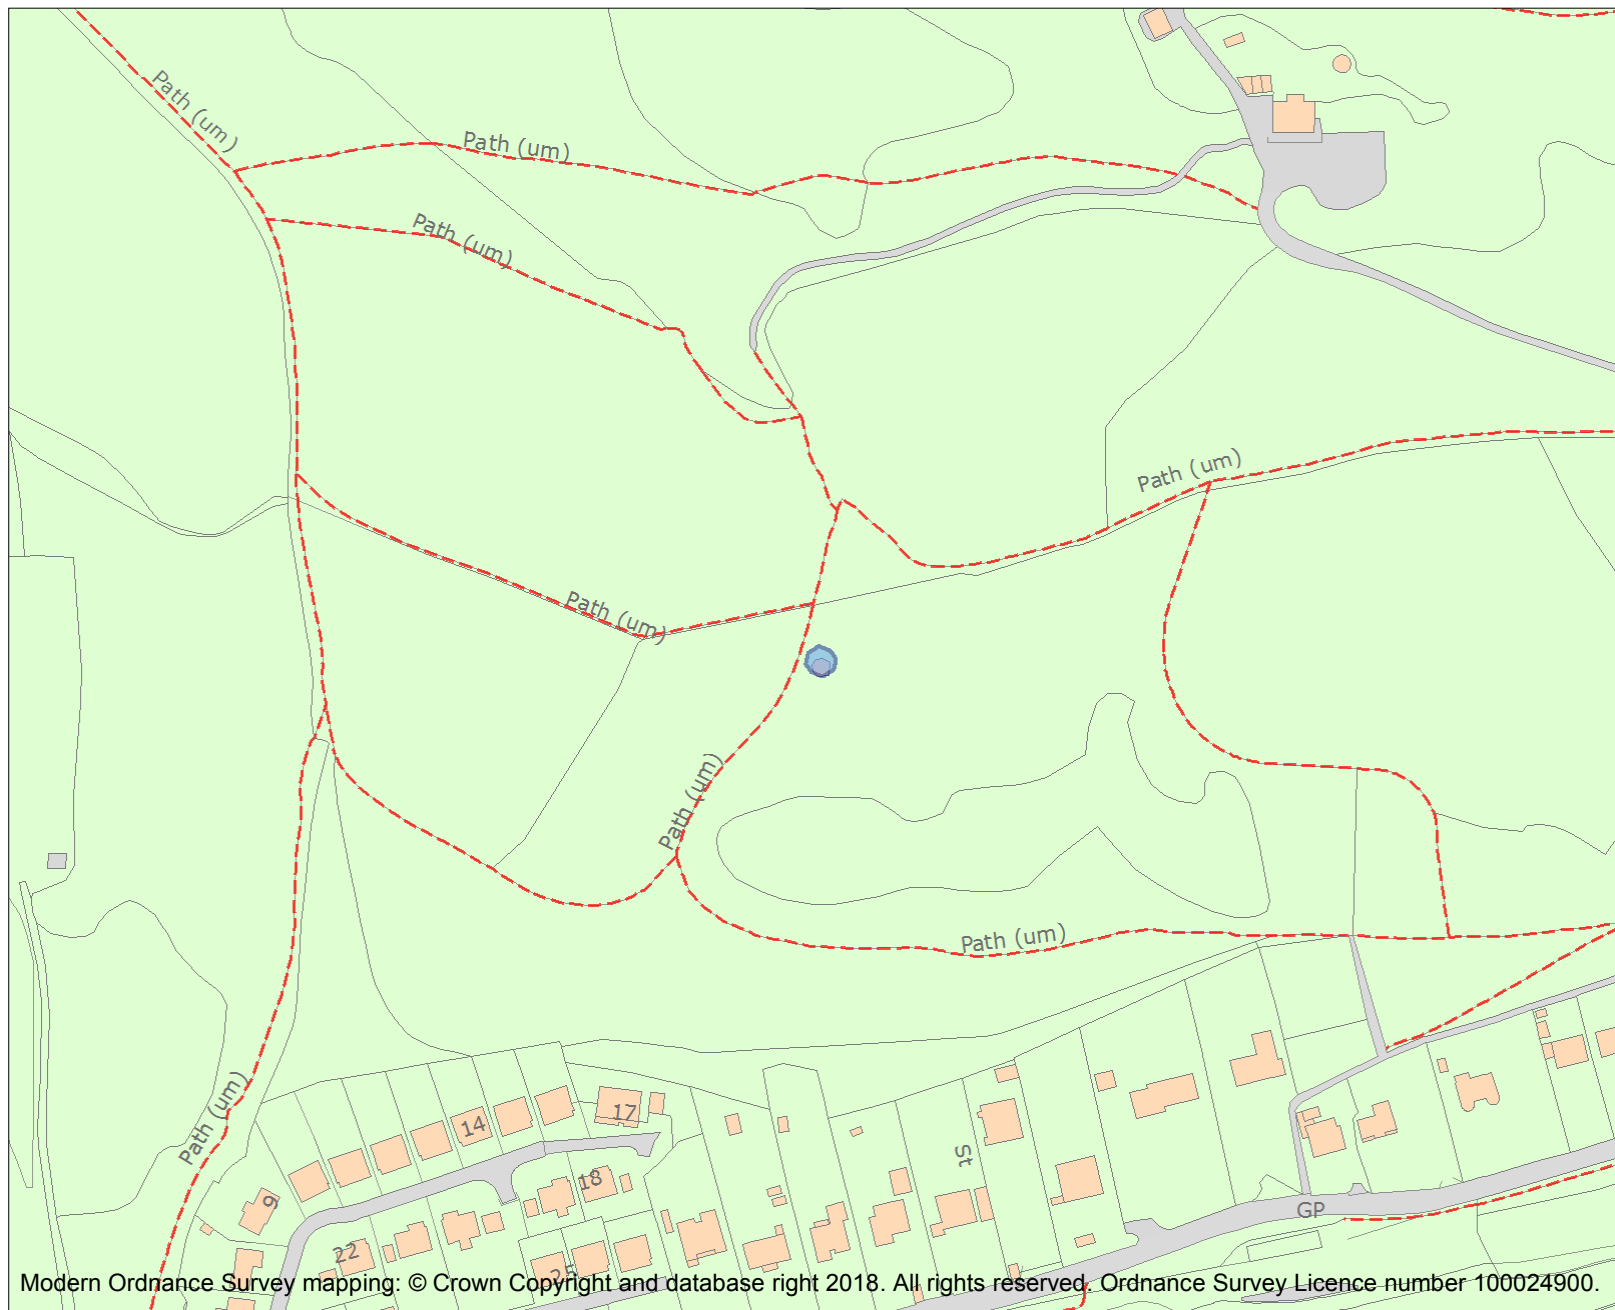 Path (um)
Path (um)
Path (um)
Path (um)
Path (um)
Path (um)
Path (um)
Path (um)
17
14
St
18
9
GP
22
25
Modern Ordnance Survey mapping: © Crown Copyright and database right 2018. All rights reserved. Ordnance Survey Licence number 100024900.